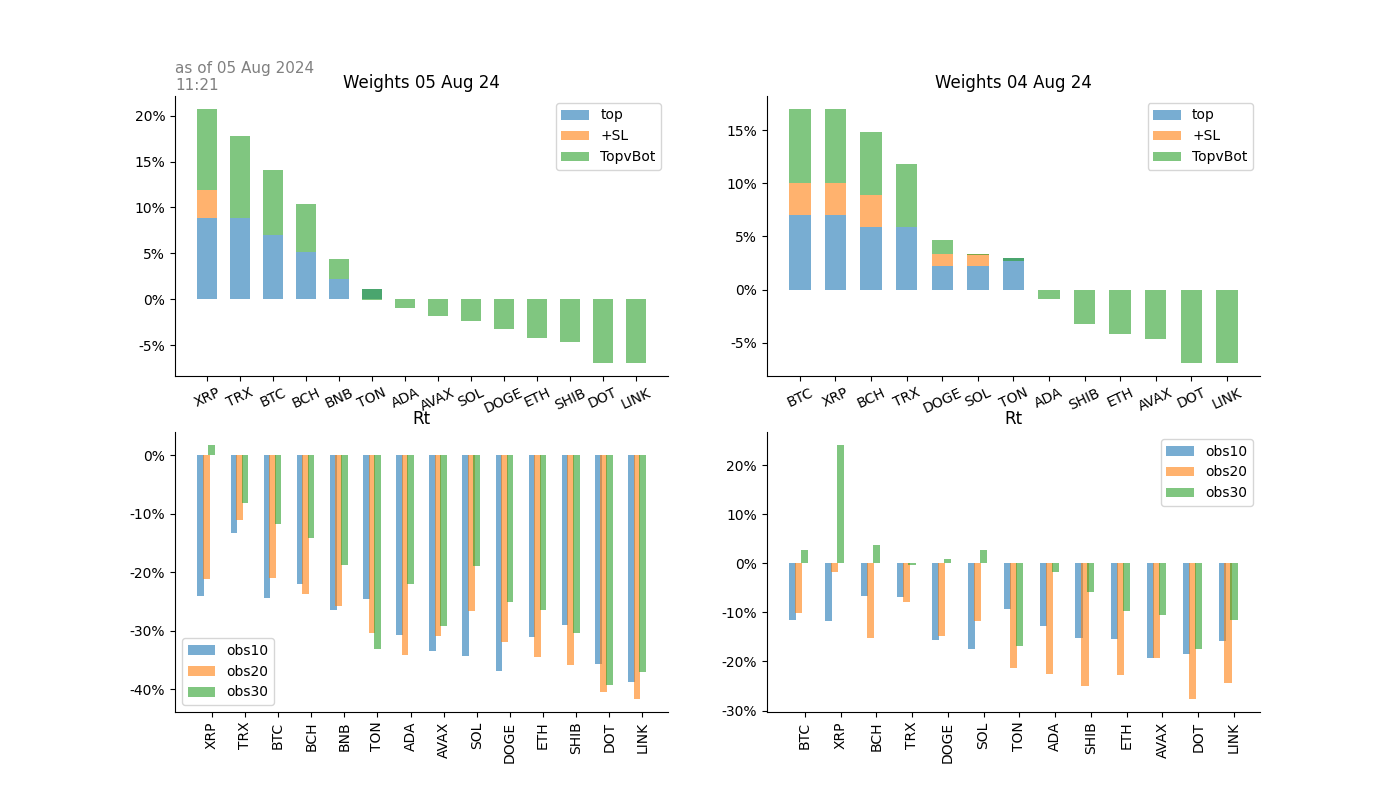 as of 05 Aug 2024
11:21
Weights 05 Aug 24
20%
15%
10%
5%
0%
-5%
top
+SL
TopvBot
XRP TRX BTC BCH BNB TON ADA AVAX SOL DOGE ETH SHIB DOT LINK
Weights 04 Aug 24
15%
10%
5%
0%
-5%
top
+SL
TopvBot
BTC XRP BCH TRX DOGE SOL TON ADA SHIB ETH AVAX DOT LINK
Rt
0%
-10%
-20%
-30%
-40%
obs10
obs20
obs30
XRP TRX BTC BCH BNB TON ADA AVAX SOL DOGE ETH SHIB DOT LINK
Rt
20%
10%
0%
-10%
-20%
-30%
obs10
obs20
obs30
BTC XRP BCH TRX DOGE SOL TON ADA SHIB ETH AVAX DOT LINK